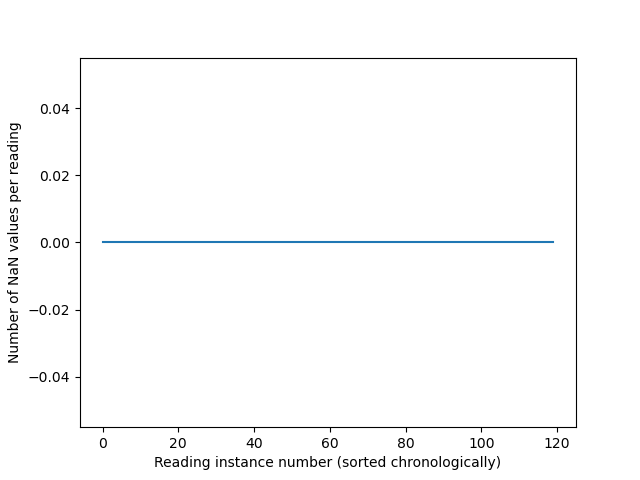 Number of NaN values per reading
0.04
0.02
0.00
−0.02
−0.04
0 20 40 60 80 100 120
Reading instance number (sorted chronologically)